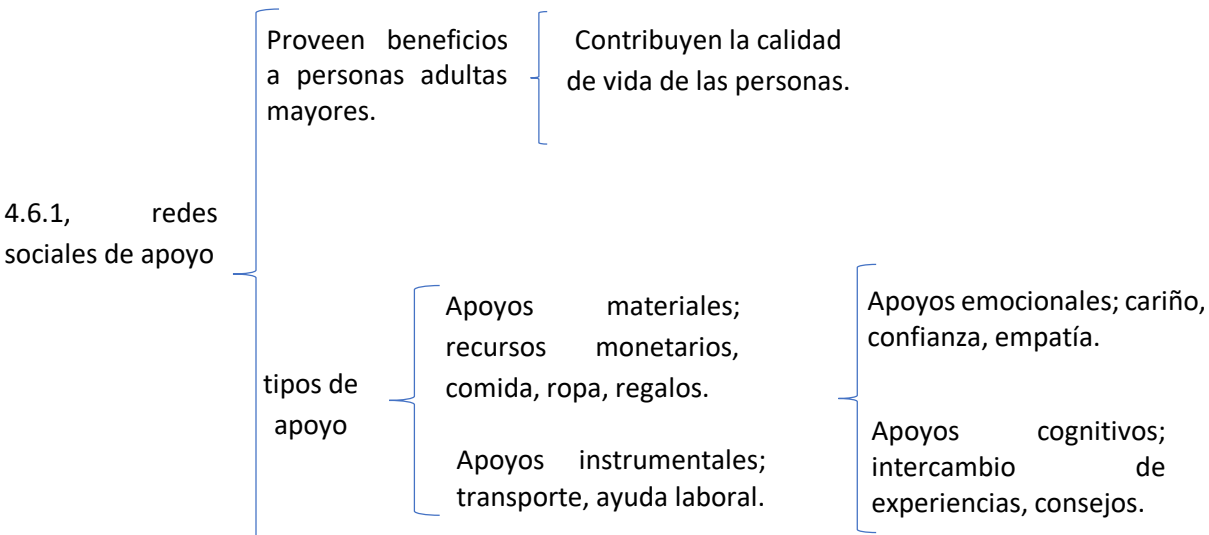 Proveen beneficios
a personas adultas
mayores.
Contribuyen la calidad
de vida de las personas.
4.6.1, redes
sociales de apoyo
tipos de
apoyo
Apoyos materiales;
recursos monetarios,
comida, ropa, regalos.
Apoyos instrumentales;
transporte, ayuda laboral.
Apoyos emocionales; cariño,
confianza, empatía.
Apoyos cognitivos;
intercambio de
experiencias, consejos.